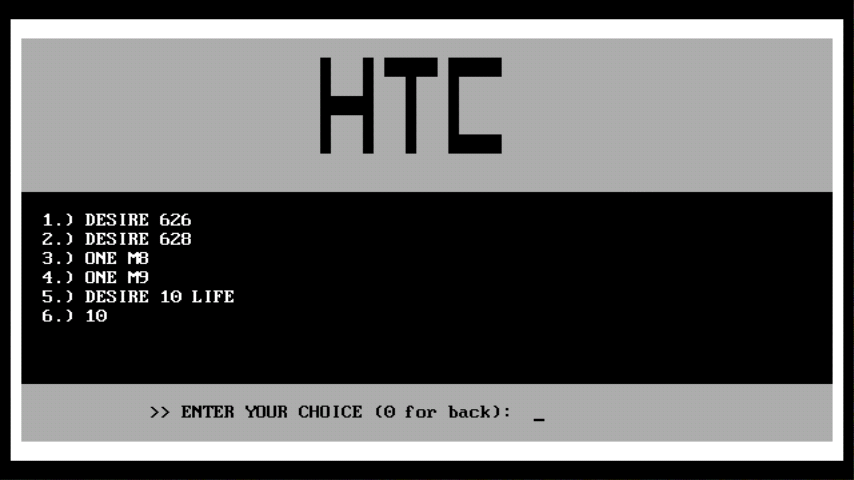 HTC
1.) DESIRE 626
2.) DESIRE 628
3.) ONE M8
4.) ONE M9
5.) DESIRE 10 LIFE
6.) 10
>> ENTER YOUR CHOICE (0 for back): _